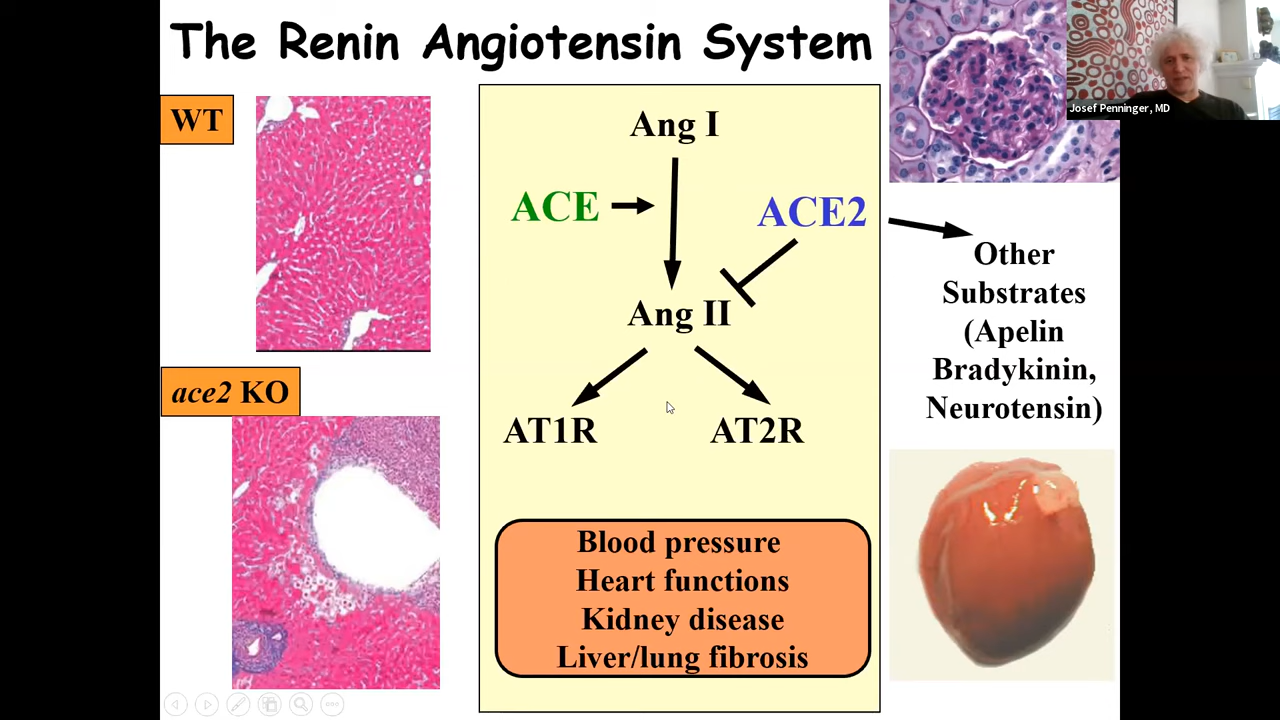 The Renin Angiotensin System
Josef Penninger, MD
WT
Ang I
ACE
ACE2
Ang II
AT1R
AT2R
Other
Substrates
(Apelin
Bradykinin,
Neurotensin)
ace2 KO
Blood pressure
Heart functions
Kidney disease
Liver/lung fibrosis